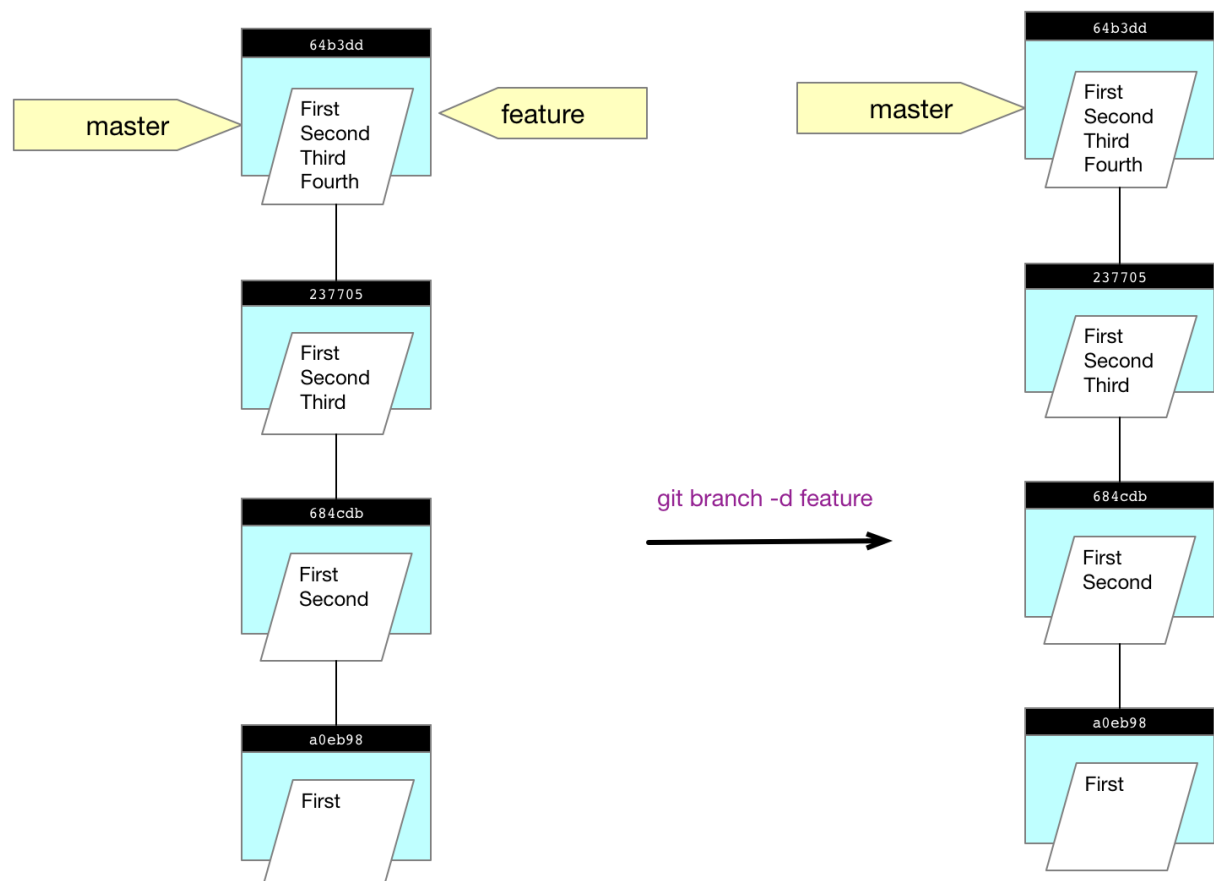 64b3dd
master
feature
First
Second
Third
Fourth
237705
First
Second
Third
684cdb
First
Second
a0eb98
First
git branch -d feature
64b3dd
master
First
Second
Third
Fourth
237705
First
Second
Third
684cdb
First
Second
a0eb98
First